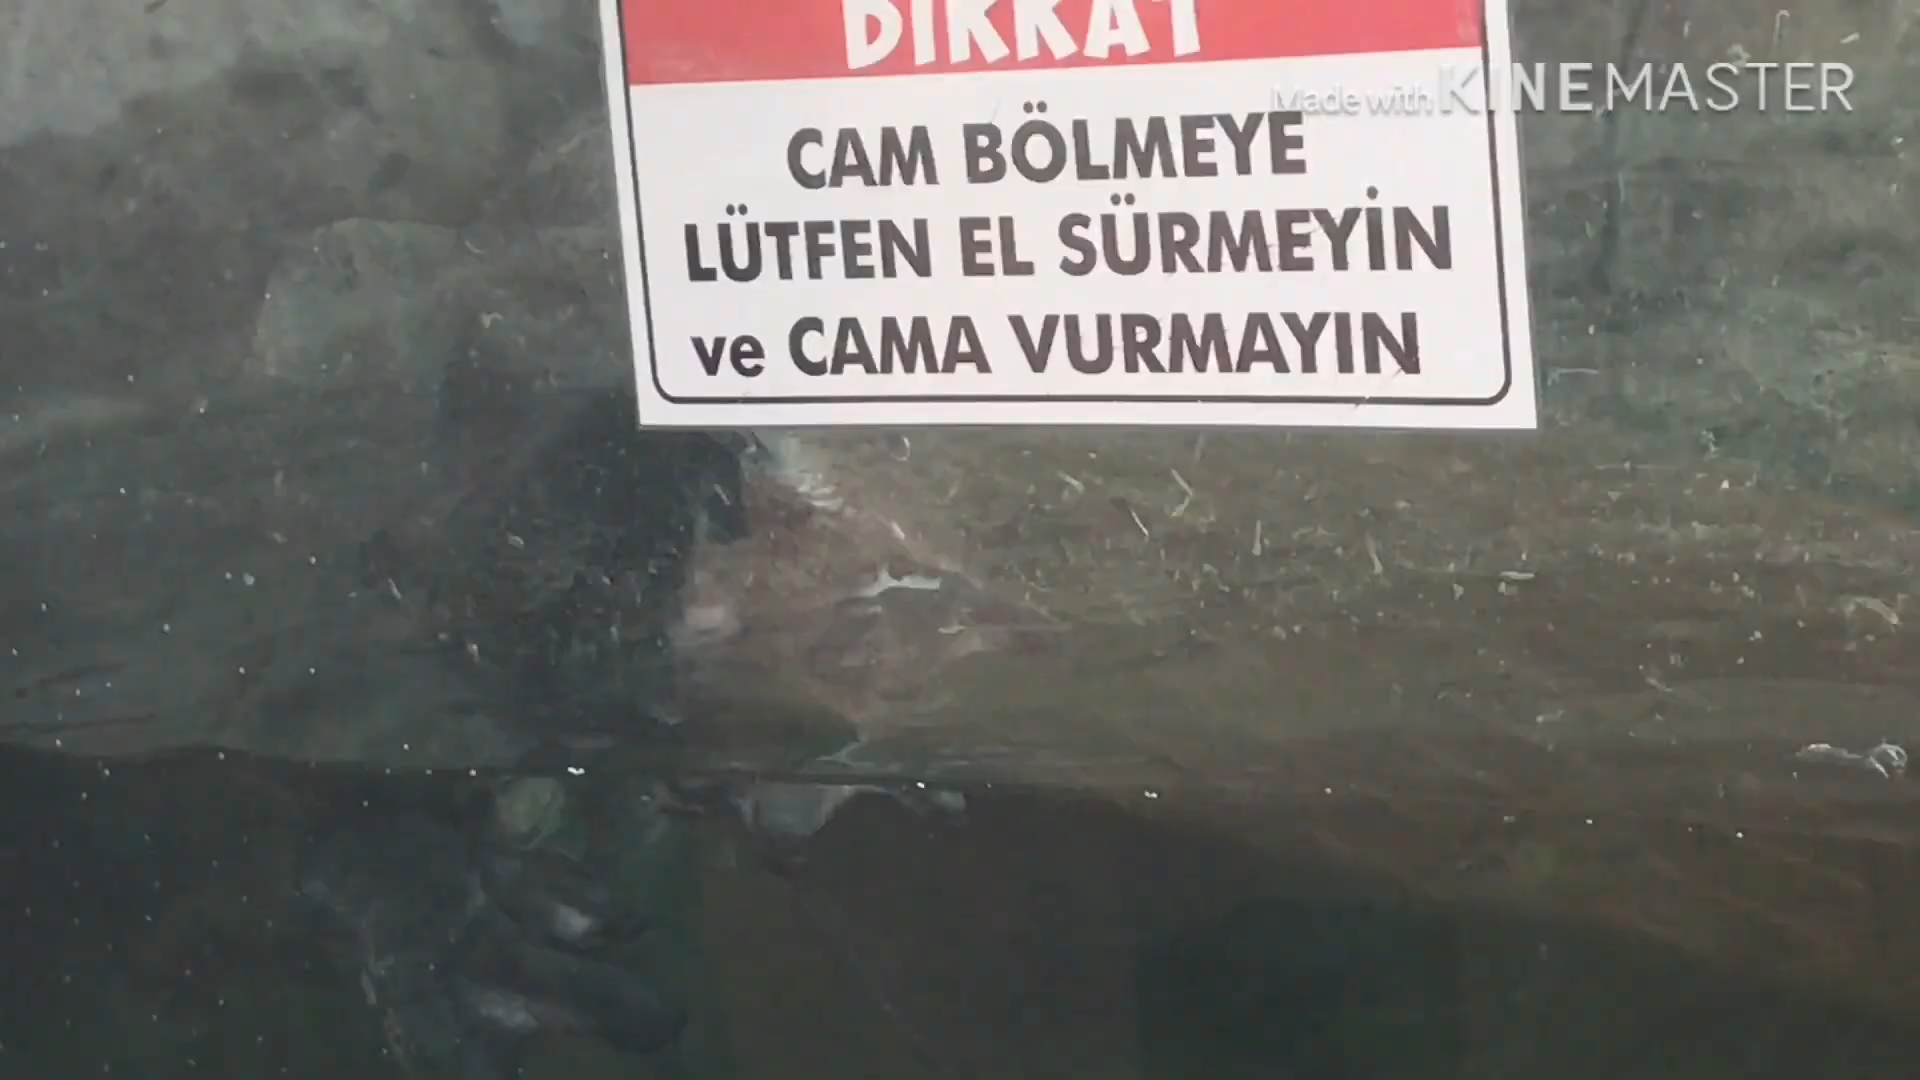 DİKKAT
Made with KINEMASTER
CAM BÖLMEYE
LÜTFEN EL SÜRMEYİN
ve CAMA VURMAYIN